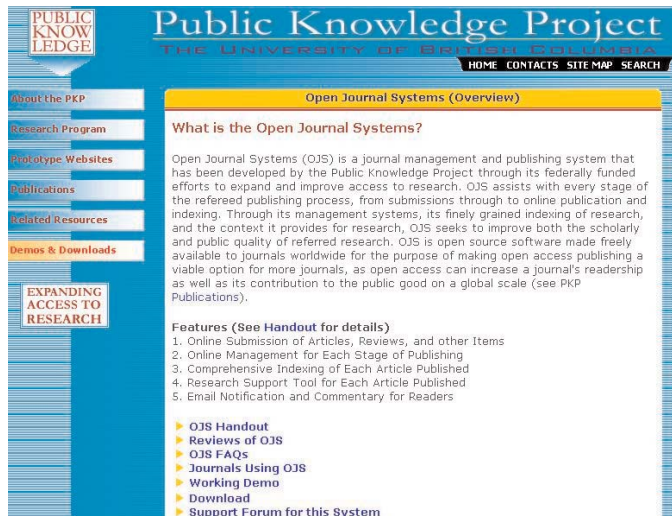 PUBLIC
KNOW
LEDGE
Public Knowledge Project
THE UNIVERSITY OF BRITISH COLUMBIA
HOME CONTACTS SITE MAP SEARCH
About the PKP
Research Program
Prototype Websites
Publications
Related Resources
Demos & Downloads
EXPANDING
ACCESS TO
RESEARCH
Open Journal Systems (Overview)
What is the Open Journal Systems?
Open Journal Systems (OJS) is a journal management and publishing system that
has been developed by the Public Knowledge Project through its federally funded
efforts to expand and improve access to research. OJS assists with every stage of
the refereed publishing process, from submissions through to online publication and
indexing. Through its management systems, its finely grained indexing of research,
and the context it provides for research, OJS seeks to improve both the scholarly
and public quality of referred research. OJS is open source software made freely
available to journals worldwide for the purpose of making open access publishing a
viable option for more journals, as open access can increase a journal's readership
as well as its contribution to the public good on a global scale (see PKP
Publications).
Features (See Handout for details)
1. Online Submission of Articles, Reviews, and other Items
2. Online Management for Each Stage of Publishing
3. Comprehensive Indexing of Each Article Published
4. Research Support Tool for Each Article Published
5. Email Notification and Commentary for Readers
OJS Handout
Reviews of OJS
OJS FAQs
Journals Using OJS
Working Demo
Download
Support Forum for this System